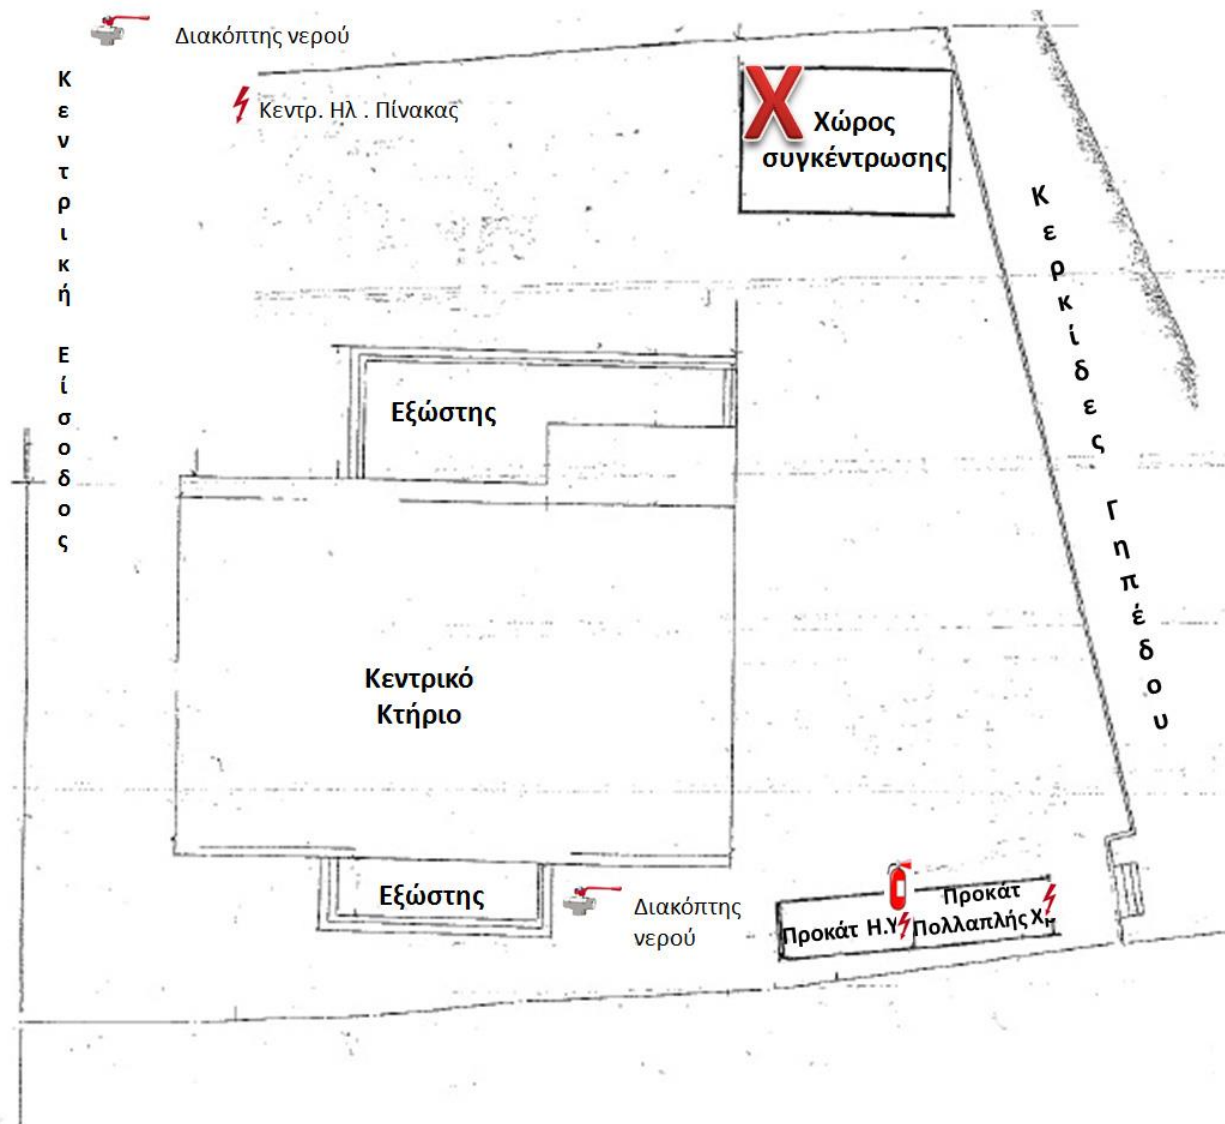 Διακόπτης νερού
Κεντρική Είσοδος
Κεντρ. Ηλ . Πίνακας
Χ Χώρος
συγκέντρωσης
Κερκίδες Γηπέδου
Εξώστης
Κεντρικό
Κτήριο
Εξώστης
Διακόπτης
νερού
Προκάτ Η.Υ
Προκάτ
Πολλαπλής Χρ